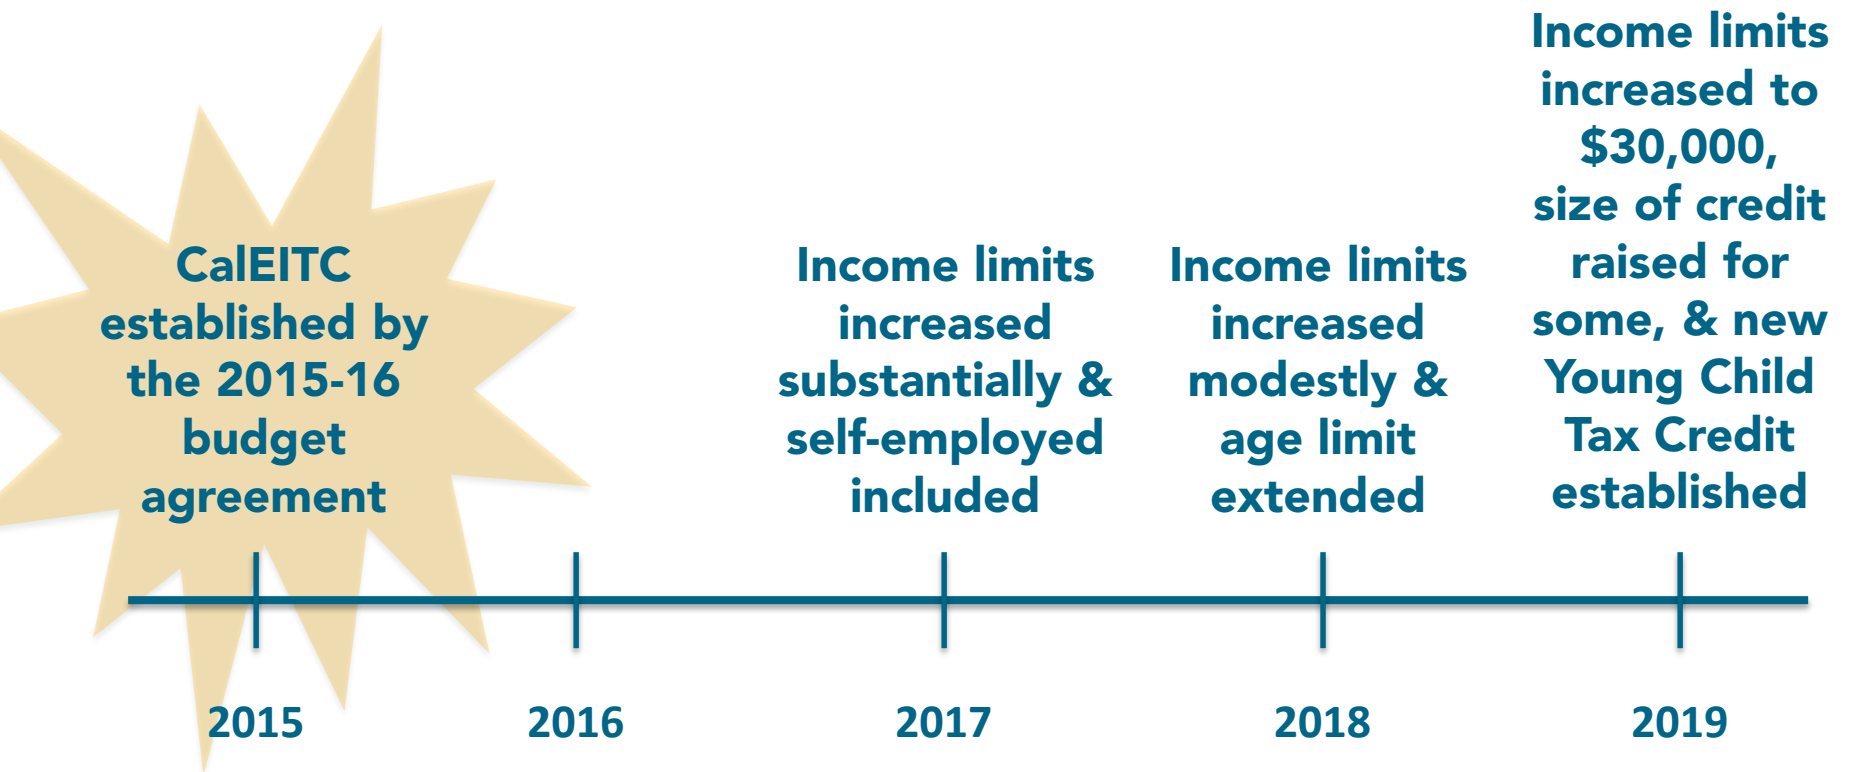 CalEITC
established by
the 2015-16
budget
agreement
Income limits
increased
substantially &
self-employed
included
Income limits
increased
modestly &
age limit
extended
Income limits
increased to
$30,000,
size of credit
raised for
some, & new
Young Child
Tax Credit
established
2015
2016
2017
2018
2019